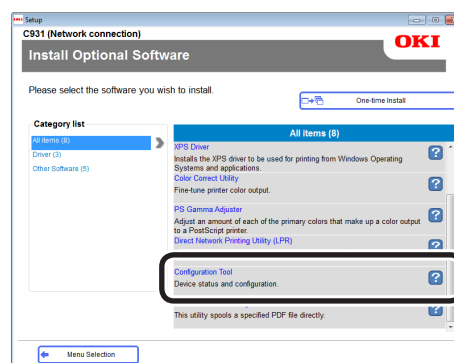 OKI Setup
C931 (Network connection)
OKI
Install Optional Software
Please select the software you wish to install.
One-time Install
Category list
All items (8)
Driver (3)
Other Software (5)
All items (8)
XPS Driver
Installs the XPS driver to be used for printing from Windows Operating
Systems and applications.
Color Correct Utility
Fine-tune printer color output.
PS Gamma Adjuster
Adjust an amount of each of the primary colors that make up a color output
to a PostScript printer.
Direct Network Printing Utility (LPR)
Configuration Tool
Device status and configuration.
This utility spools a specified PDF file directly.
Menu Selection